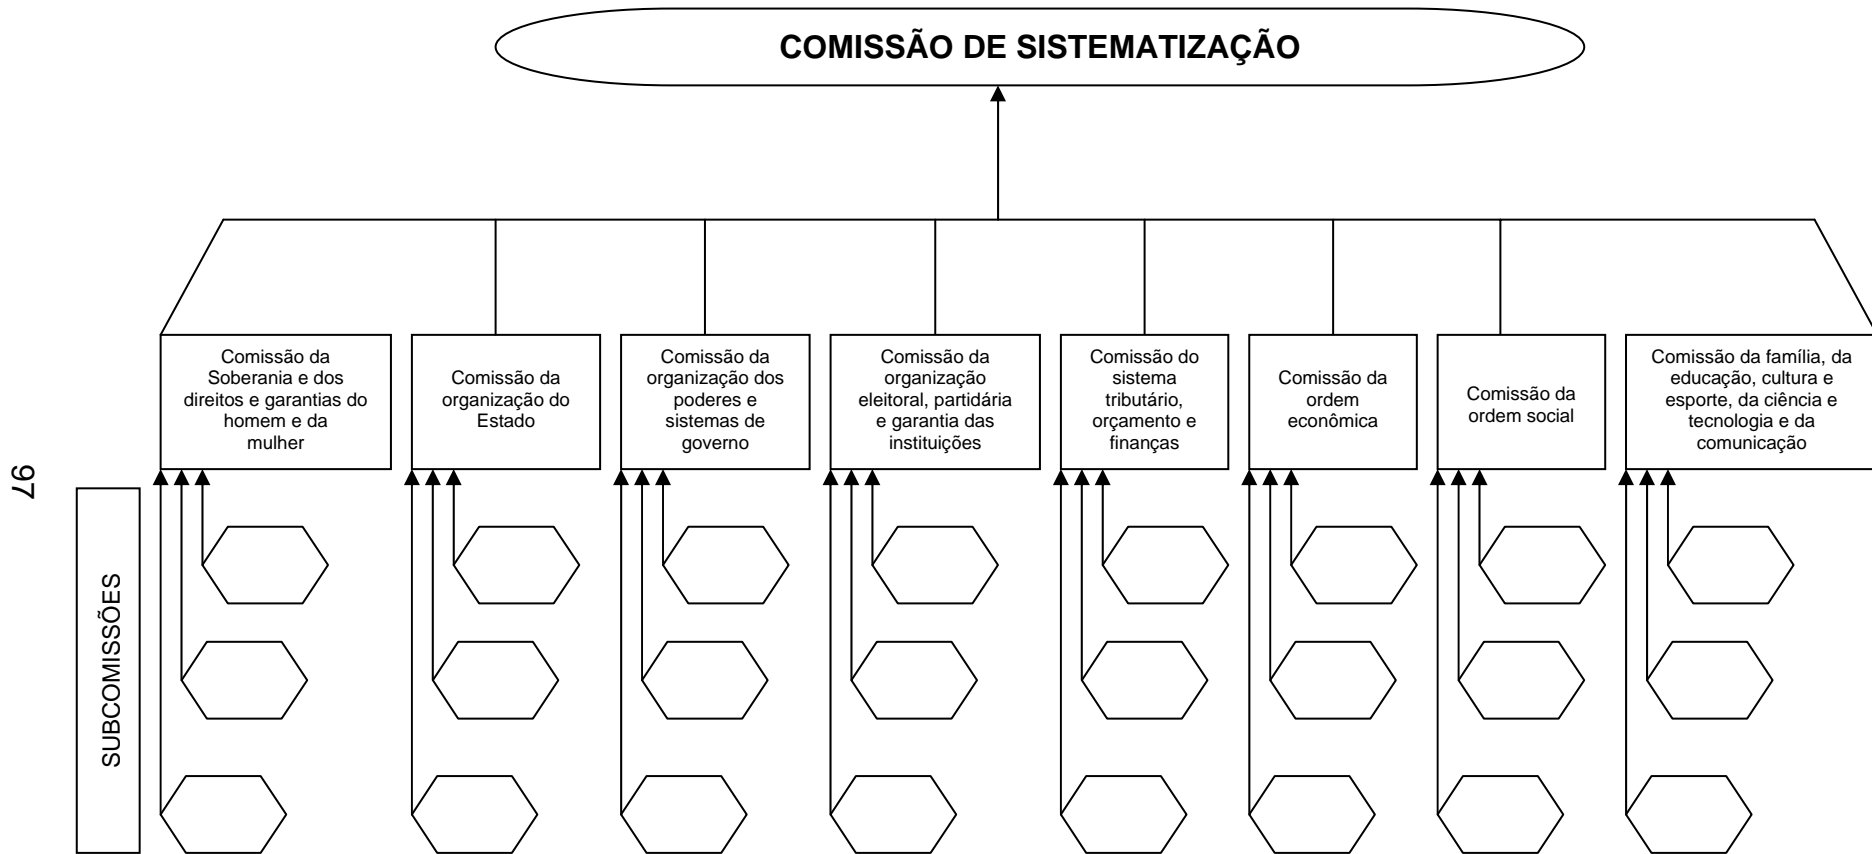 COMISSÃO DE SISTEMATIZAÇÃO
Comissão da
Soberania e dos
direitos e garantias do
homem e da
mulher
Comissão da
organização do
Estado
Comissão da
organização dos
poderes e
sistemas de
governo
Comissão da
organização
eleitoral, partidária
e garantia das
instituições
Comissão do
sistema
tributário,
orçamento e
finanças
Comissão da
ordem
econômica
Comissão da
ordem social
Comissão da família, da
educação, cultura e
esporte, da ciência e
tecnologia e da
comunicação
97
SUBCOMISSÕES